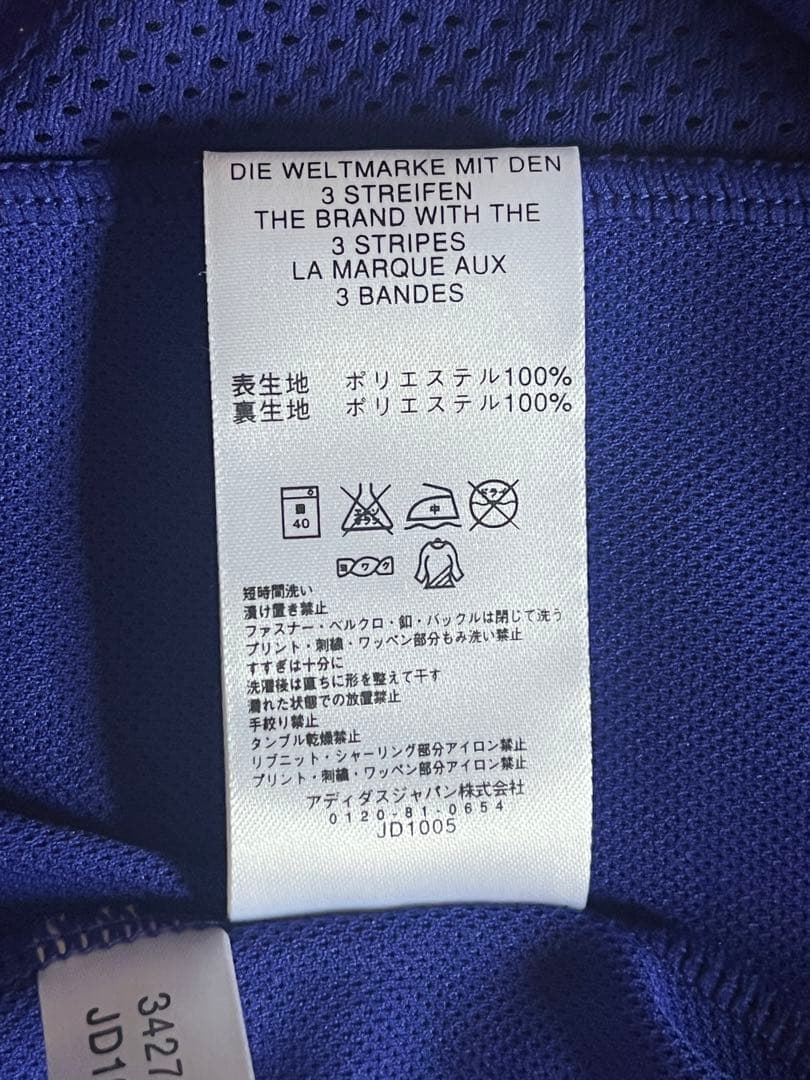 DIE WELTMARKE MIT DEN
3 STREIFEN
THE BRAND WITH THE
3 STRIPES
LA MARQUE AUX
3 BANDES
表生地 ポリエステル100%
裏生地 ポリエステル100%
40 中 ドライ
ヨワク
短時間洗い
漬け置き禁止
ファスナー・ベルクロ・釦・バックルは閉じて洗う
プリント・刺繍・ワッペン部分もみ洗い禁止
すすぎは十分に
洗濯後は直ちに形を整えて干す
濡れた状態での放置禁止
手絞り禁止
タンブル乾燥禁止
リブニット・シャーリング部分アイロン禁止
プリント・刺繍・ワッペン部分アイロン禁止
アディダスジャパン株式会社
0120-81-0654
JD1005
3427